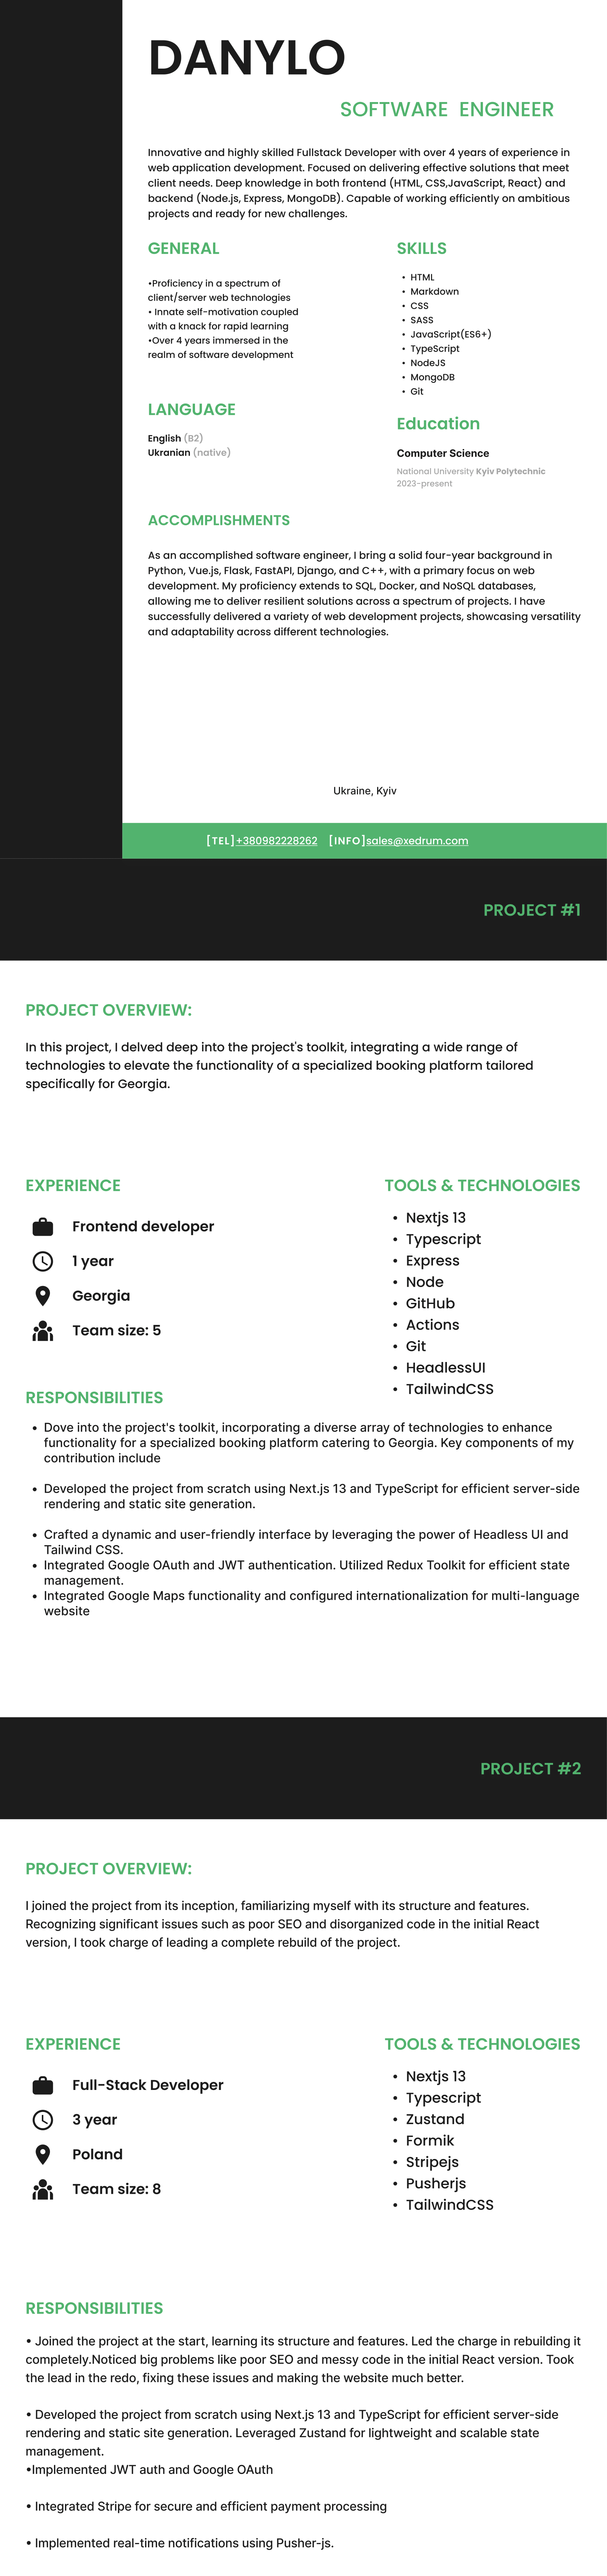 DANYLO
SOFTWARE ENGINEER
Innovative and highly skilled Fullstack Developer with over 4 years of experience in
web application development. Focused on delivering effective solutions that meet
client needs. Deep knowledge in both frontend (HTML, CSS,JavaScript, React) and
backend (Node.js, Express, MongoDB). Capable of working efficiently on ambitious
projects and ready for new challenges.
GENERAL
•Proficiency in a spectrum of
client/server web technologies
• Innate self-motivation coupled
with a knack for rapid learning
•Over 4 years immersed in the
realm of software development
LANGUAGE
English (B2)
Ukranian (native)
SKILLS
• HTML
• Markdown
• CSS
• SASS
• JavaScript(ES6+)
• TypeScript
• NodeJS
• MongoDB
• Git
Education
Computer Science
National University Kyiv Polytechnic
2023-present
ACCOMPLISHMENTS
As an accomplished software engineer, I bring a solid four-year background in
Python, Vue.js, Flask, FastAPI, Django, and C++, with a primary focus on web
development. My proficiency extends to SQL, Docker, and NoSQL databases,
allowing me to deliver resilient solutions across a spectrum of projects. I have
successfully delivered a variety of web development projects, showcasing versatility
and adaptability across different technologies.
Ukraine, Kyiv
[TEL]+380982228262 [INFO]sales@xedrum.com
PROJECT #1
PROJECT OVERVIEW:
In this project, I delved deep into the project's toolkit, integrating a wide range of
technologies to elevate the functionality of a specialized booking platform tailored
specifically for Georgia.
EXPERIENCE
Frontend developer
1 year
Georgia
Team size: 5
TOOLS & TECHNOLOGIES
• Nextjs 13
• Typescript
• Express
• Node
• GitHub
• Actions
• Git
• HeadlessUI
• TailwindCSS
RESPONSIBILITIES
• Dove into the project's toolkit, incorporating a diverse array of technologies to enhance
functionality for a specialized booking platform catering to Georgia. Key components of my
contribution include
• Developed the project from scratch using Next.js 13 and TypeScript for efficient server-side
rendering and static site generation.
• Crafted a dynamic and user-friendly interface by leveraging the power of Headless UI and
Tailwind CSS.
• Integrated Google OAuth and JWT authentication. Utilized Redux Toolkit for efficient state
management.
• Integrated Google Maps functionality and configured internationalization for multi-language
website
PROJECT #2
PROJECT OVERVIEW:
I joined the project from its inception, familiarizing myself with its structure and features.
Recognizing significant issues such as poor SEO and disorganized code in the initial React
version, I took charge of leading a complete rebuild of the project.
EXPERIENCE
Full-Stack Developer
3 year
Poland
Team size: 8
TOOLS & TECHNOLOGIES
• Nextjs 13
• Typescript
• Zustand
• Formik
• Stripejs
• Pusherjs
• TailwindCSS
RESPONSIBILITIES
• Joined the project at the start, learning its structure and features. Led the charge in rebuilding it
completely.Noticed big problems like poor SEO and messy code in the initial React version. Took
the lead in the redo, fixing these issues and making the website much better.
• Developed the project from scratch using Next.js 13 and TypeScript for efficient server-side
rendering and static site generation. Leveraged Zustand for lightweight and scalable state
management.
•Implemented JWT auth and Google OAuth
• Integrated Stripe for secure and efficient payment processing
• Implemented real-time notifications using Pusher-js.